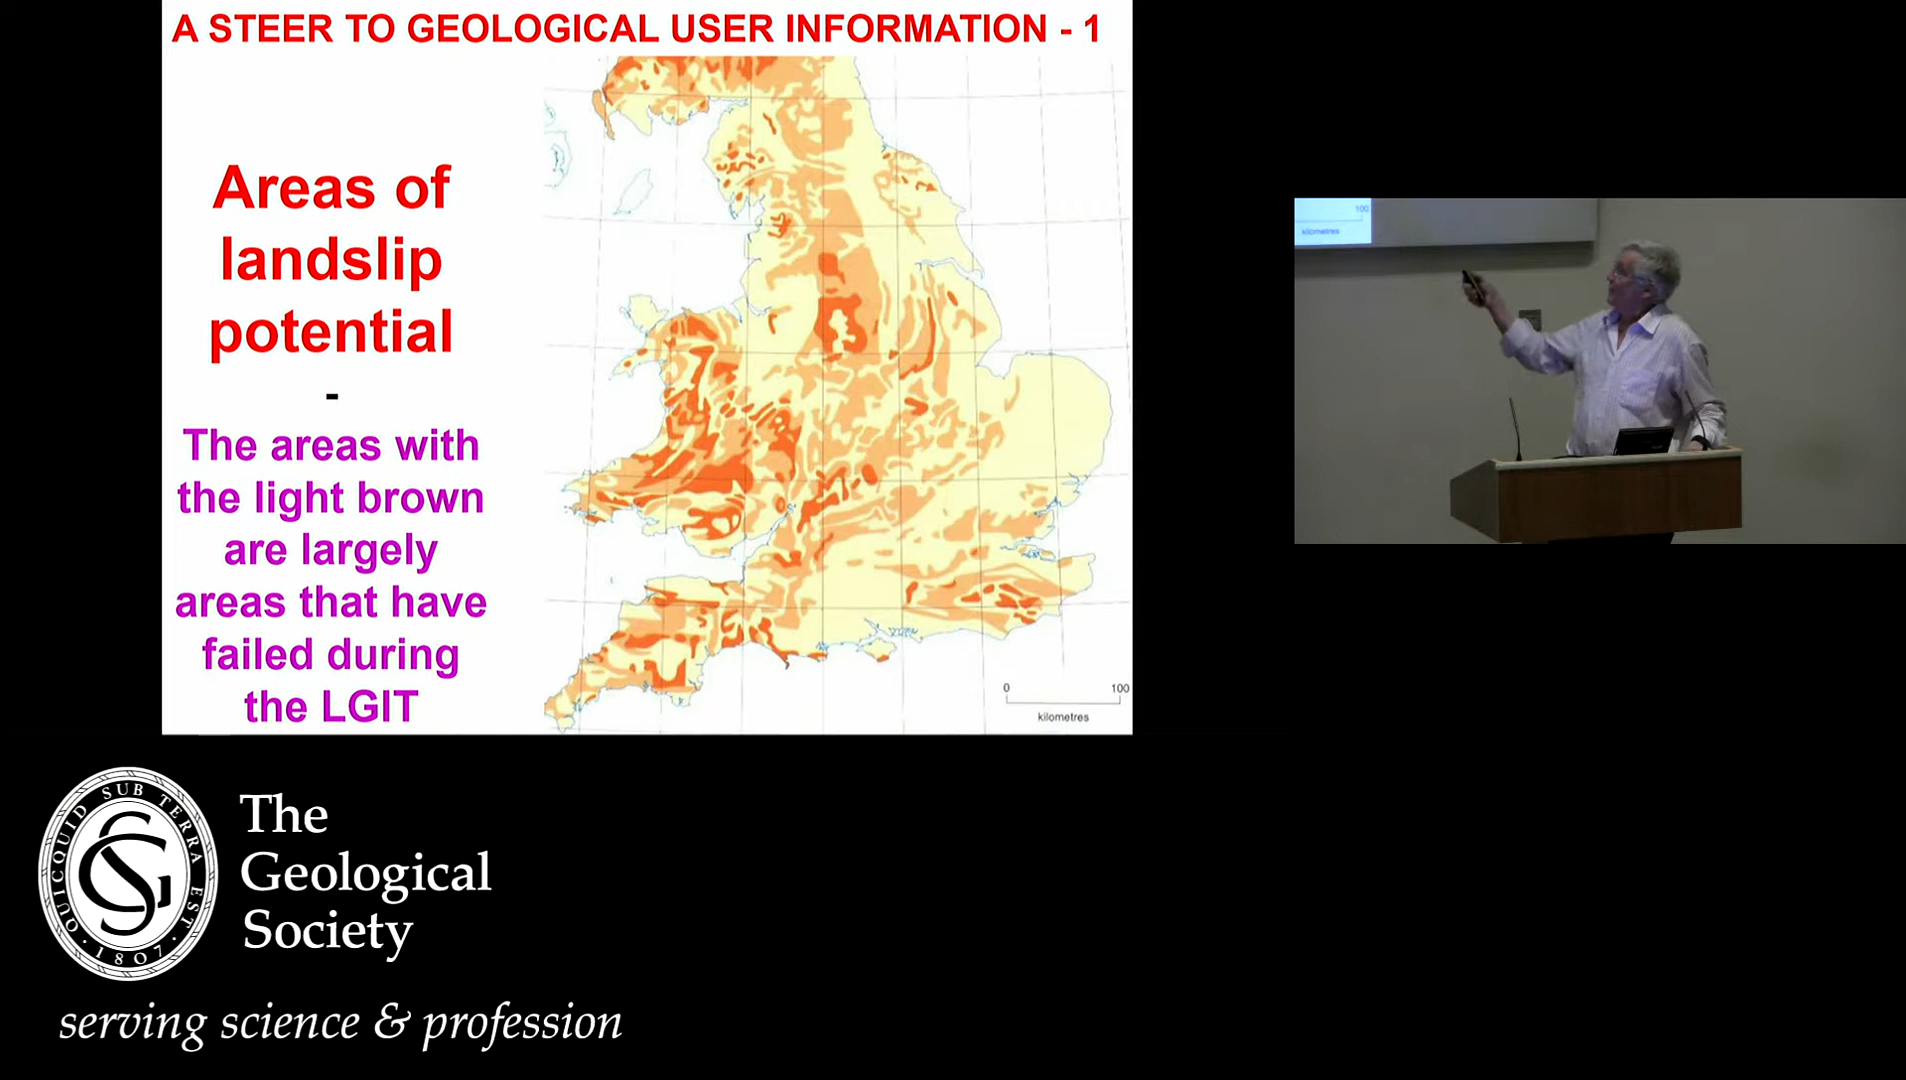 A STEER TO GEOLOGICAL USER INFORMATION - 1
Areas of
landslip
potential
-
The areas with
the light brown
are largely
areas that have
failed during
the LGIT
0 100
kilometres
100
kilometres
QUICQUID SUB TERRA EST
· 1807 ·
The
Geological
Society
serving science & profession